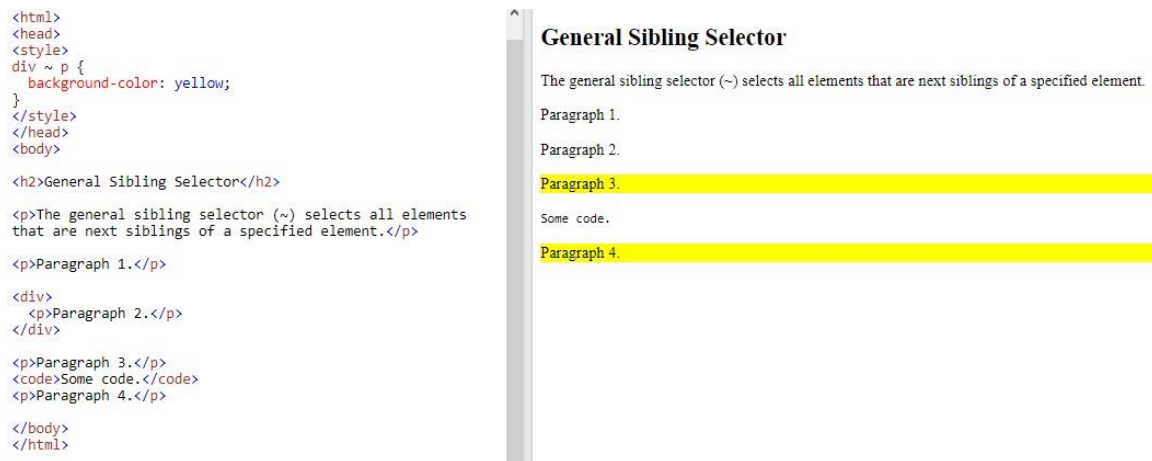 <html>
<head>
<style>
div ~ p {
  background-color: yellow;
}
</style>
</head>
<body>
<h2>General Sibling Selector</h2>
<p>The general sibling selector (~) selects all elements
that are next siblings of a specified element.</p>
<p>Paragraph 1.</p>
<div>
  <p>Paragraph 2.</p>
</div>
<p>Paragraph 3.</p>
<code>Some code.</code>
<p>Paragraph 4.</p>
</body>
</html>
General Sibling Selector
The general sibling selector (~) selects all elements that are next siblings of a specified element.
Paragraph 1.
Paragraph 2.
Paragraph 3.
Some code.
Paragraph 4.